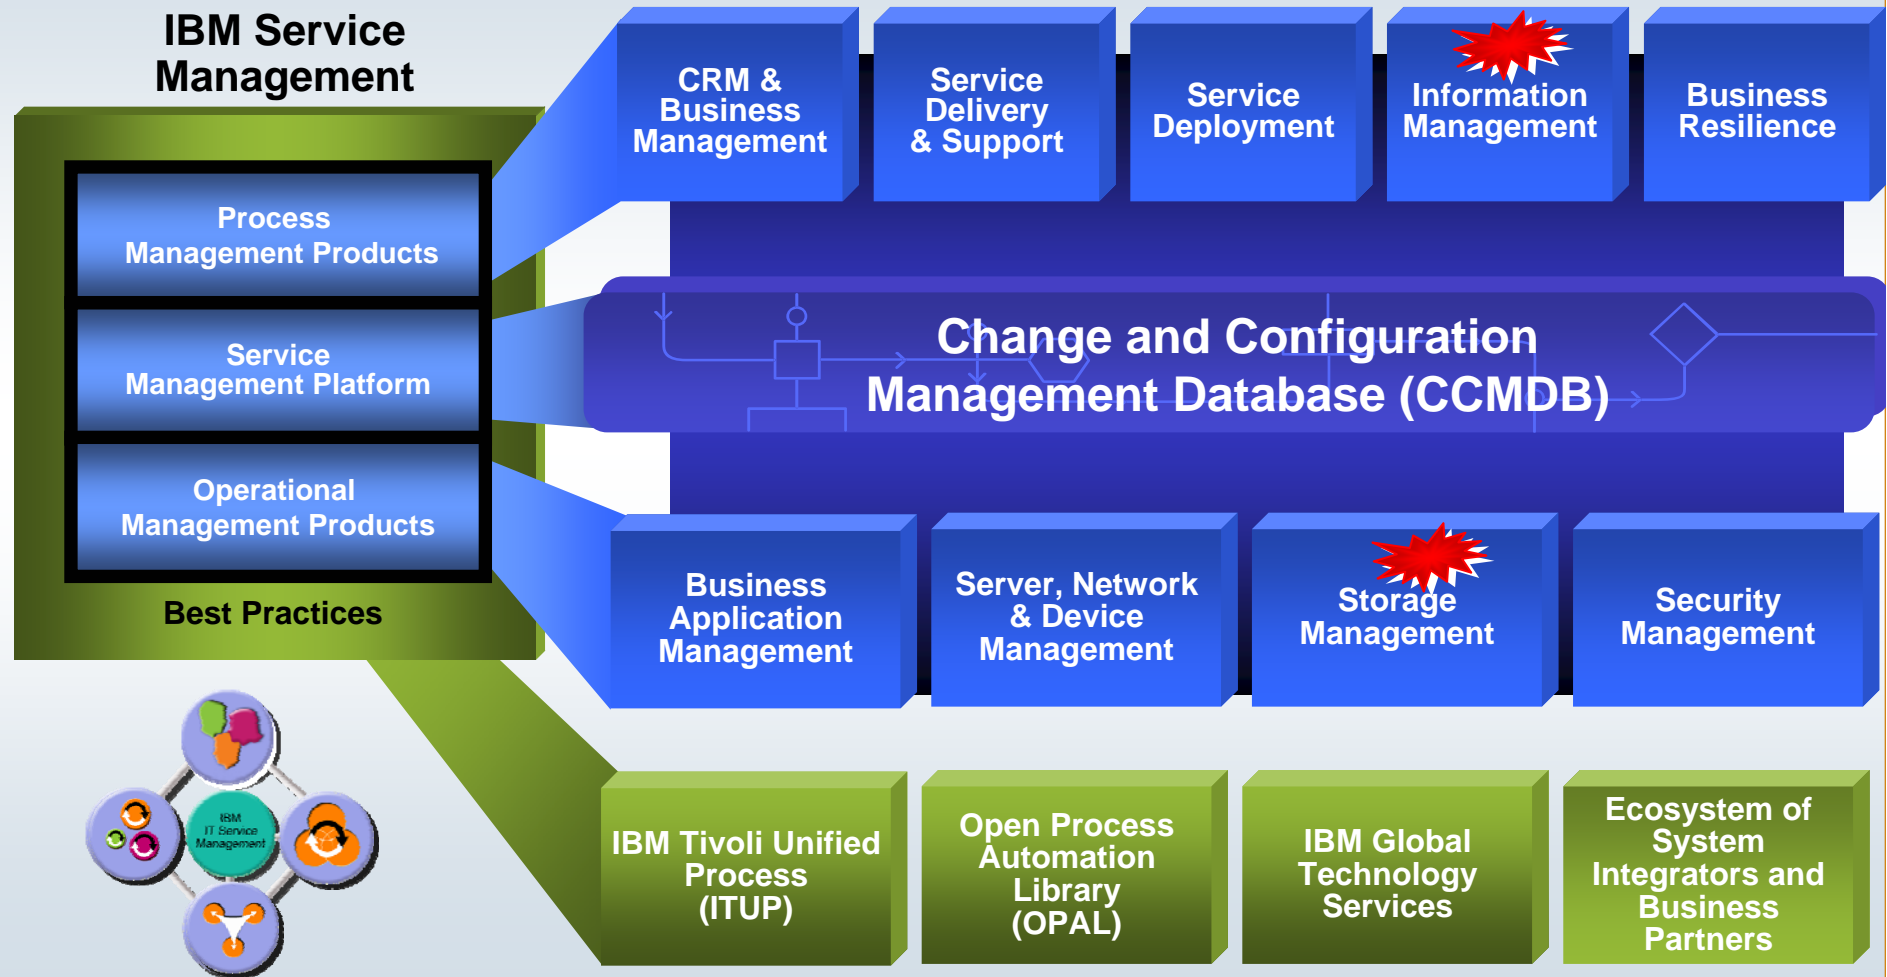 IBM Service
Management
Process
Management Products
Service
Management Platform
Operational
Management Products
Best Practices
CRM &
Business
Management
Service
Delivery
& Support
Service
Deployment
Information
Management
Business
Resilience
Change and Configuration
Management Database (CCMDB)
Business
Application
Management
Server, Network
& Device
Management
Storage
Management
Security
Management
IBM
IT Service
Management
IBM Tivoli Unified
Process
(ITUP)
Open Process
Automation
Library
(OPAL)
IBM Global
Technology
Services
Ecosystem of
System
Integrators and
Business
Partners